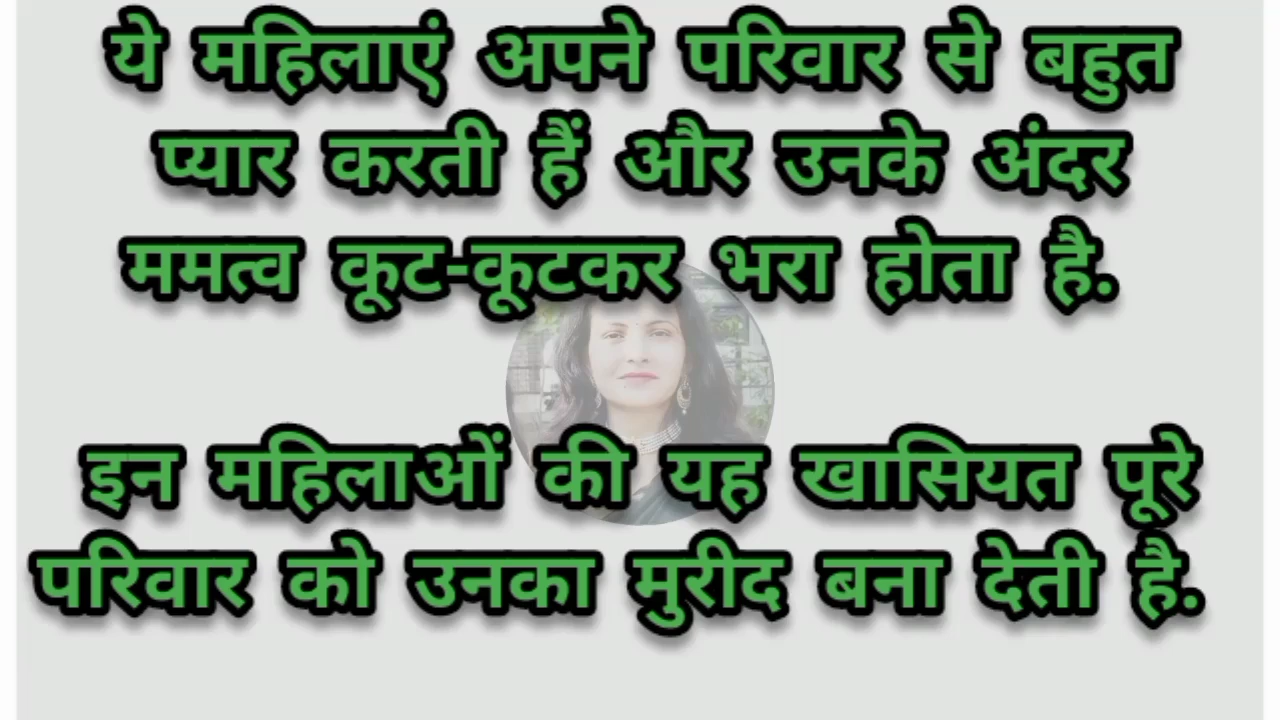 ये महिलाएं अपने परिवार से बहुत
प्यार करती हैं और उनके अंदर
ममत्व कूट-कूटकर भरा होता है.
इन महिलाओं की यह खासियत पूरे
परिवार को उनका मुरीद बना देती है.